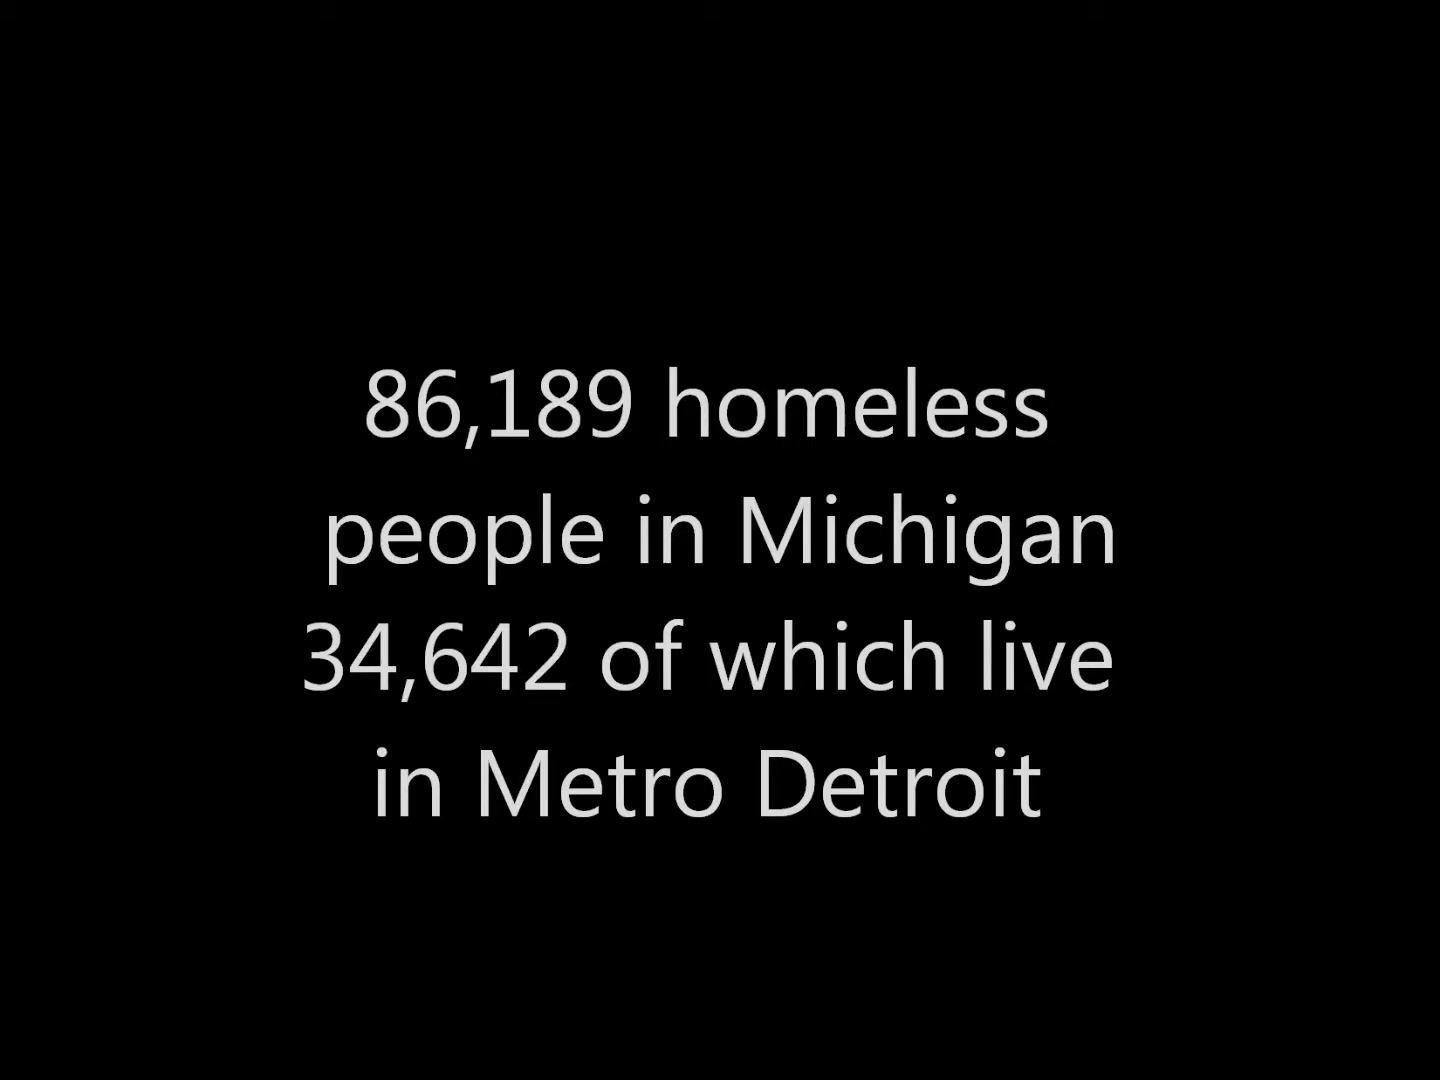 86,189 homeless
people in Michigan
34,642 of which live
in Metro Detroit